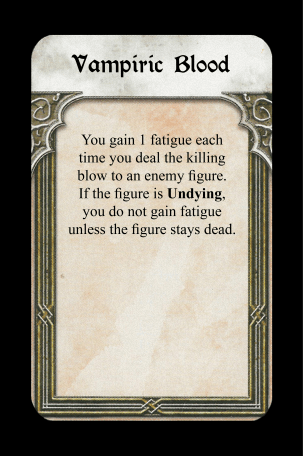 Vampiric Blood
You gain 1 fatigue each
time you deal the killing
blow to an enemy figure.
If the figure is Undying,
you do not gain fatigue
unless the figure stays dead.